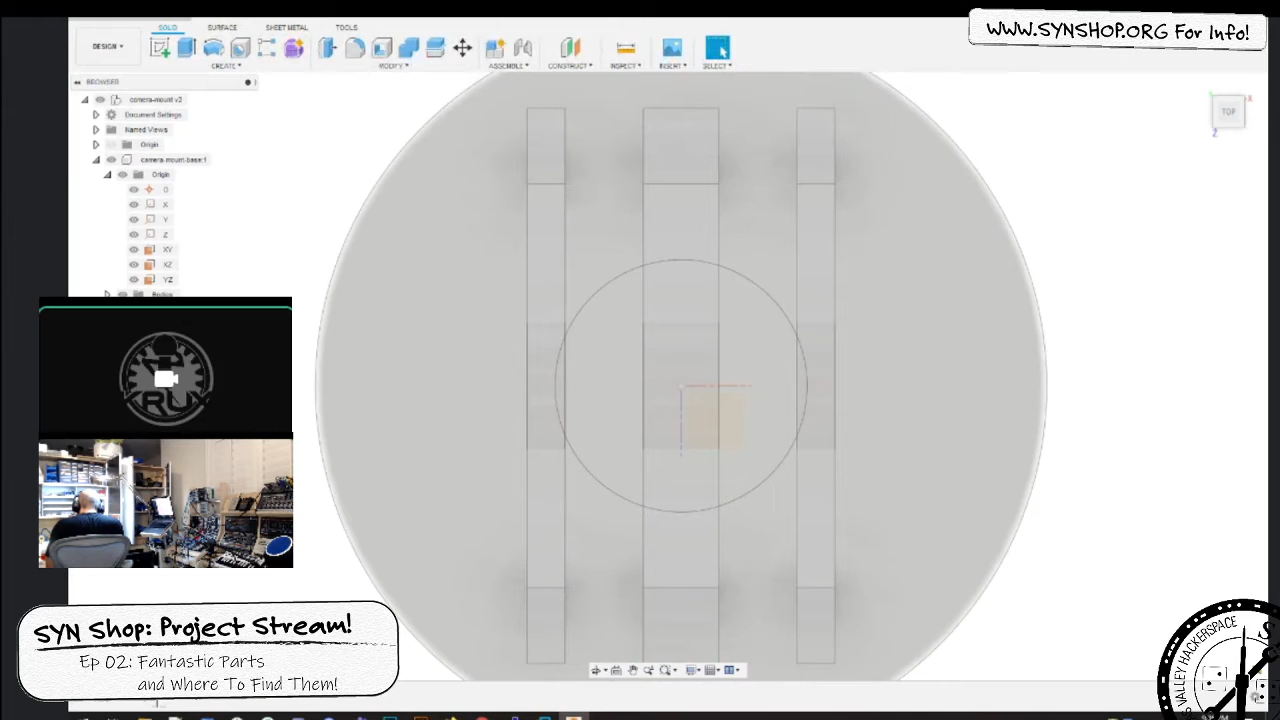 WWW.SYNSHOP.ORG For Info!
SOLID SURFACE SHEET METAL TOOLS
DESIGN
CREATE MODIFY ASSEMBLE CONSTRUCT INSPECT INSERT SELECT
BROWSER
camera-mount v2
Document Settings
Named Views
Origin
camera-mount-base:1
Origin
O
X
Y
Z
XY
XZ
YZ
Bodies
TOP
X
Z
SYN Shop: Project Stream!
Ep 02: Fantastic Parts
and Where To Find Them!
VALLEY HACKERSPACE